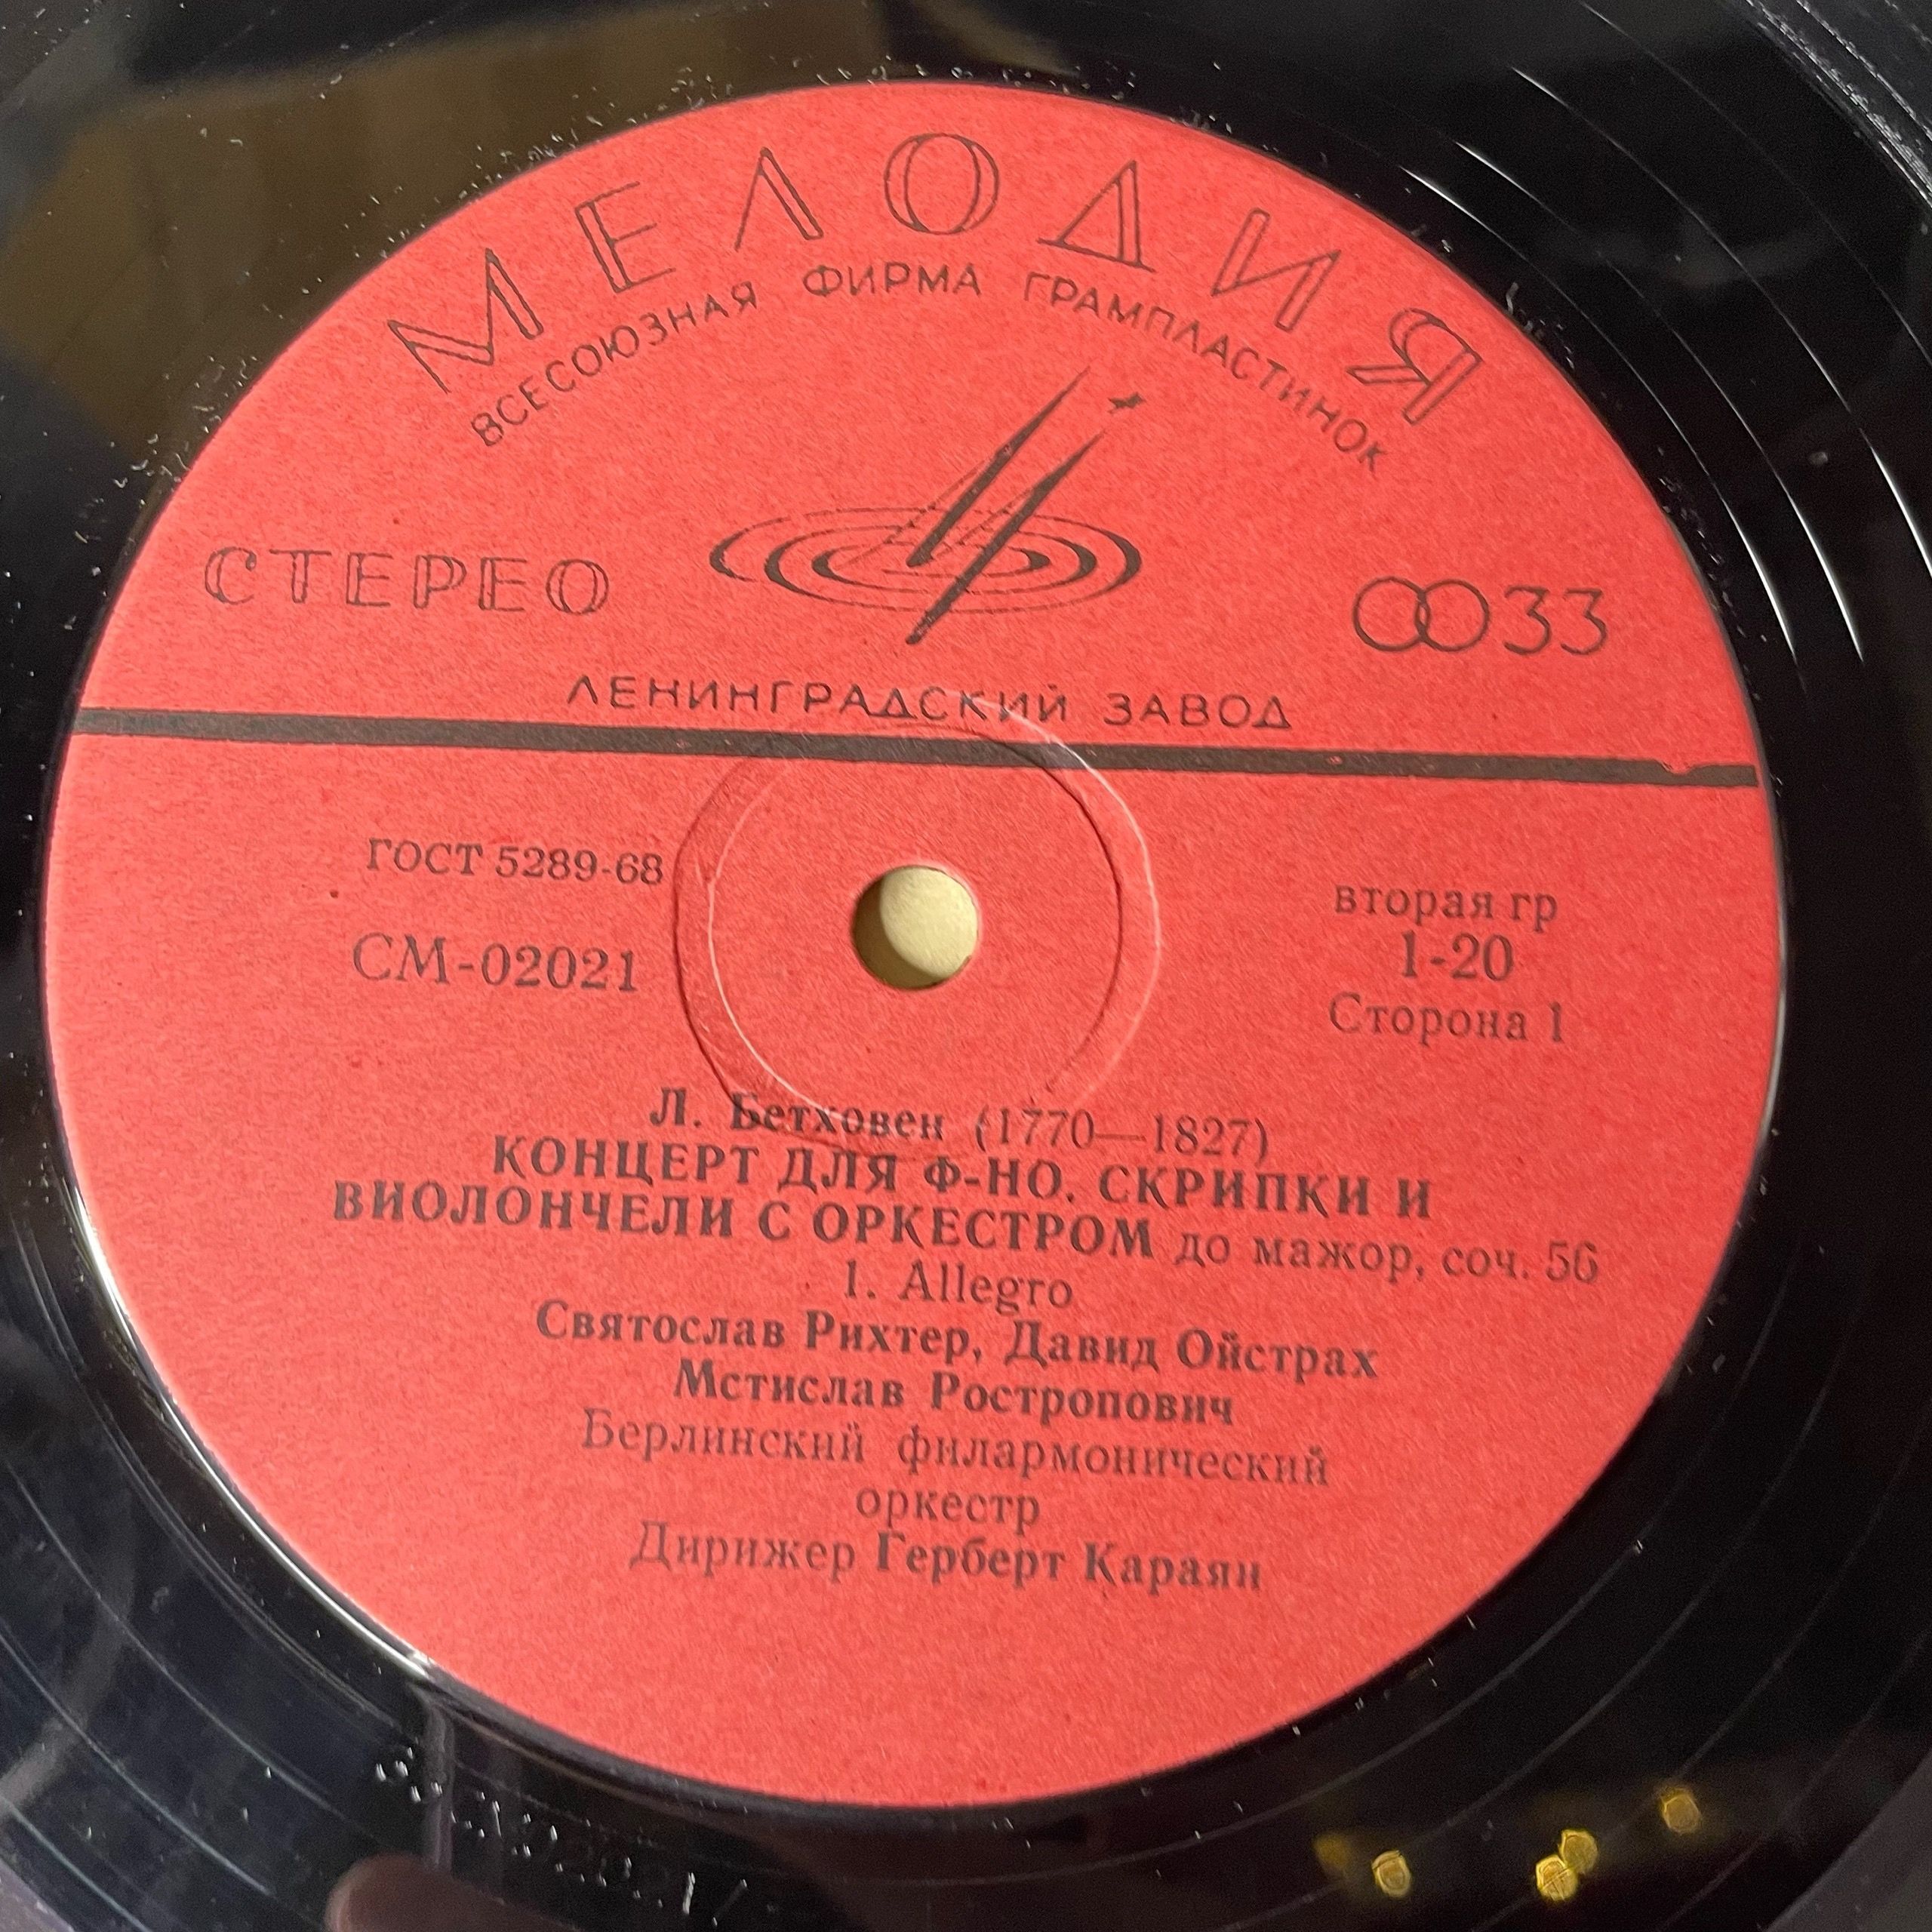 МЕЛОДИЯ
ВСЕСОЮЗНАЯ ФИРМА ГРАМПЛАСТИНОК
СТЕРЕО
33
ЛЕНИНГРАДСКИЙ ЗАВОД
ГОСТ 5289-68
СМ-02021
вторая гр
1-20
Сторона 1
Л. Бетховен (1770—1827)
КОНЦЕРТ ДЛЯ Ф-НО. СКРИПКИ И
ВИОЛОНЧЕЛИ С ОРКЕСТРОМ до мажор, соч. 56
1. Allegro
Святослав Рихтер, Давид Ойстрах
Мстислав Ростропович
Берлинский филармонический
оркестр
Дирижер Герберт Караян